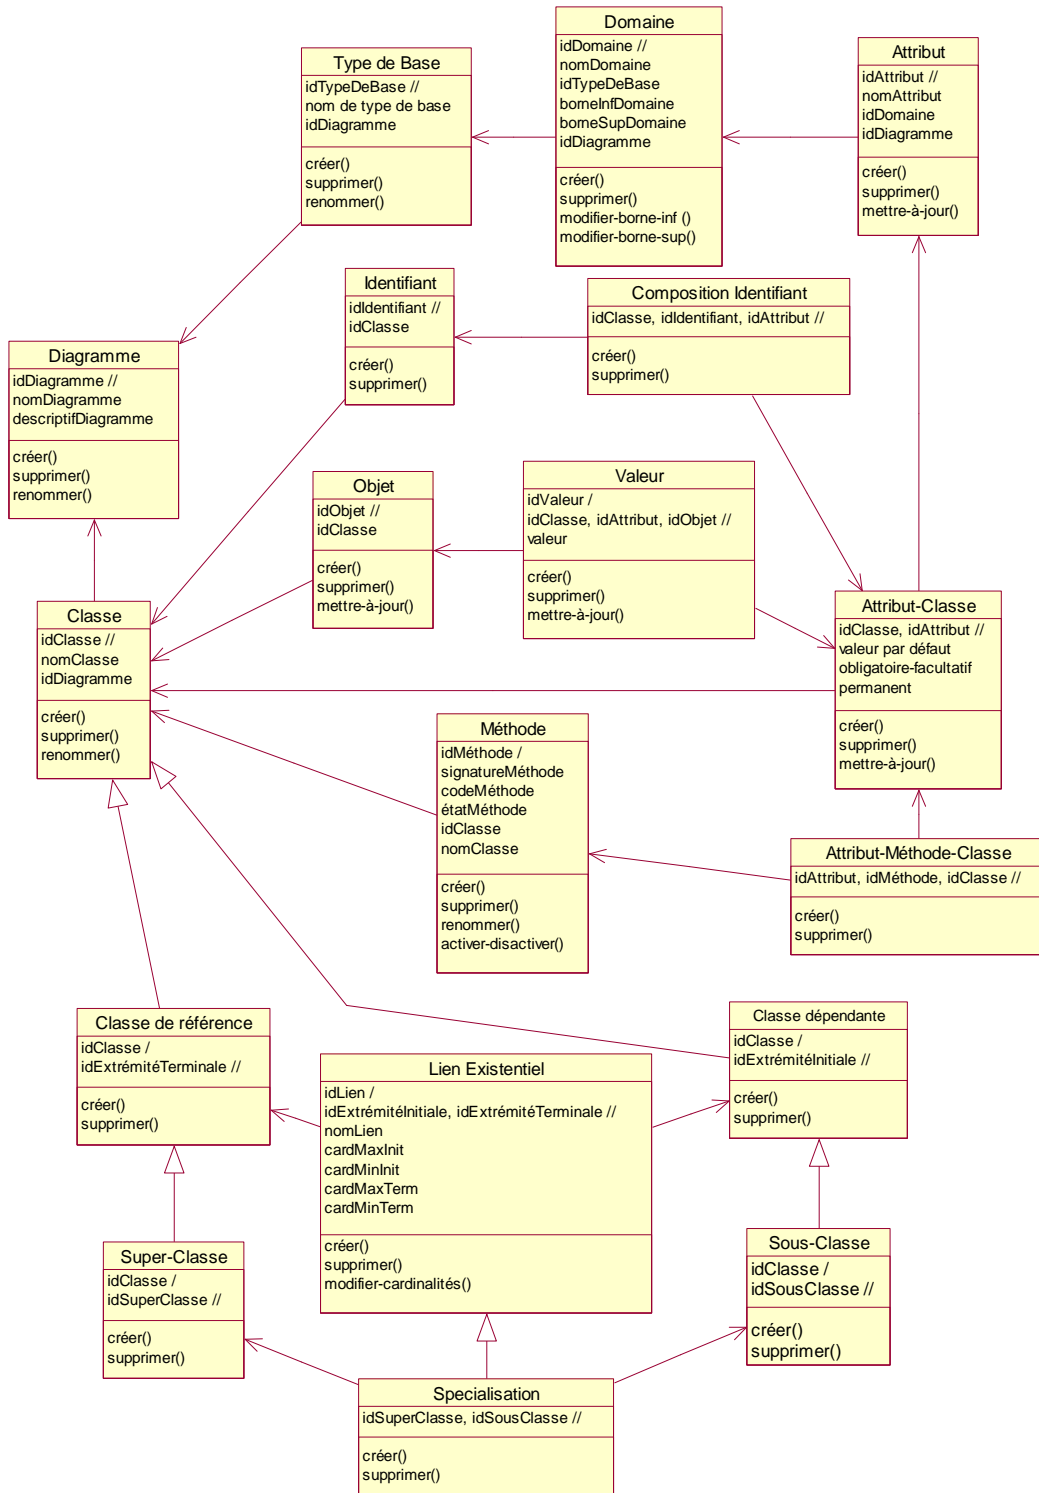 Domaine
idDomaine //
nomDomaine
idTypeDeBase
borneInfDomaine
borneSupDomaine
idDiagramme
créer()
supprimer()
modifier-borne-inf ()
modifier-borne-sup()
Type de Base
idTypeDeBase //
nom de type de base
idDiagramme
créer()
supprimer()
renommer()
Attribut
idAttribut //
nomAttribut
idDomaine
idDiagramme
créer()
supprimer()
mettre-à-jour()
Identifiant
idIdentifiant //
idClasse
créer()
supprimer()
Composition Identifiant
idClasse, idIdentifiant, idAttribut //
créer()
supprimer()
Diagramme
idDiagramme //
nomDiagramme
descriptifDiagramme
créer()
supprimer()
renommer()
Objet
idObjet //
idClasse
créer()
supprimer()
mettre-à-jour()
Valeur
idValeur /
idClasse, idAttribut, idObjet //
valeur
créer()
supprimer()
mettre-à-jour()
Classe
idClasse //
nomClasse
idDiagramme
créer()
supprimer()
renommer()
Attribut-Classe
idClasse, idAttribut //
valeur par défaut
obligatoire-facultatif
permanent
créer()
supprimer()
mettre-à-jour()
Méthode
idMéthode /
signatureMéthode
codeMéthode
étatMéthode
idClasse
nomClasse
créer()
supprimer()
renommer()
activer-disactiver()
Attribut-Méthode-Classe
idAttribut, idMéthode, idClasse //
créer()
supprimer()
Classe de référence
idClasse /
idExtrémitéTerminale //
créer()
supprimer()
Lien Existentiel
idLien /
idExtrémitéInitiale, idExtrémitéTerminale //
nomLien
cardMaxInit
cardMinInit
cardMaxTerm
cardMinTerm
créer()
supprimer()
modifier-cardinalités()
Classe dépendante
idClasse /
idExtrémitéInitiale //
créer()
supprimer()
Super-Classe
idClasse /
idSuperClasse //
créer()
supprimer()
Sous-Classe
idClasse /
idSousClasse //
créer()
supprimer()
Specialisation
idSuperClasse, idSousClasse //
créer()
supprimer()